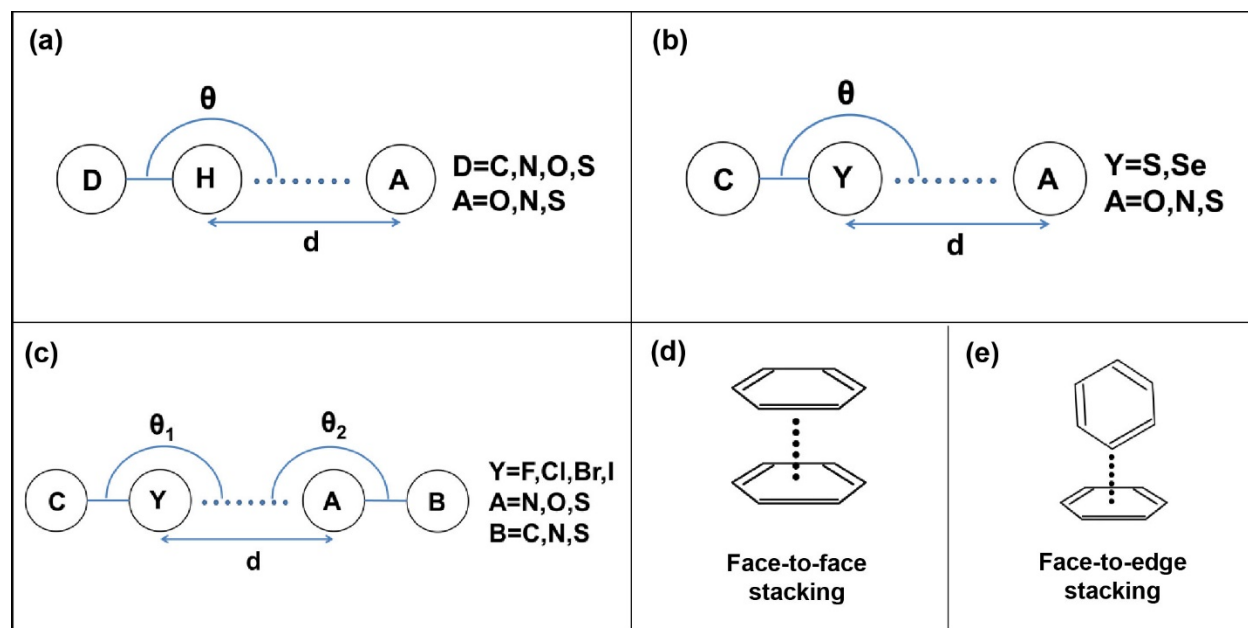 (a)
θ
D
H
A
D=C,N,O,S
A=O,N,S
d
(b)
θ
C
Y
A
Y=S,Se
A=O,N,S
d
(c)
θ1
θ2
C
Y
A
B
Y=F,Cl,Br,I
A=N,O,S
B=C,N,S
d
(d)
Face-to-face
stacking
(e)
Face-to-edge
stacking